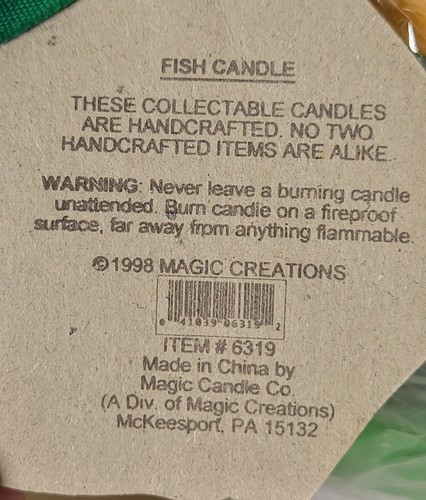 FISH CANDLE
THESE COLLECTABLE CANDLES
ARE HANDCRAFTED. NO TWO
HANDCRAFTED ITEMS ARE ALIKE.
WARNING: Never leave a burning candle
unattended. Burn candle on a fireproof
surface, far away from anything flammable.
©1998 MAGIC CREATIONS
0 41039 06319 2
ITEM # 6319
Made in China by
Magic Candle Co.
(A Div. of Magic Creations)
McKeesport, PA 15132